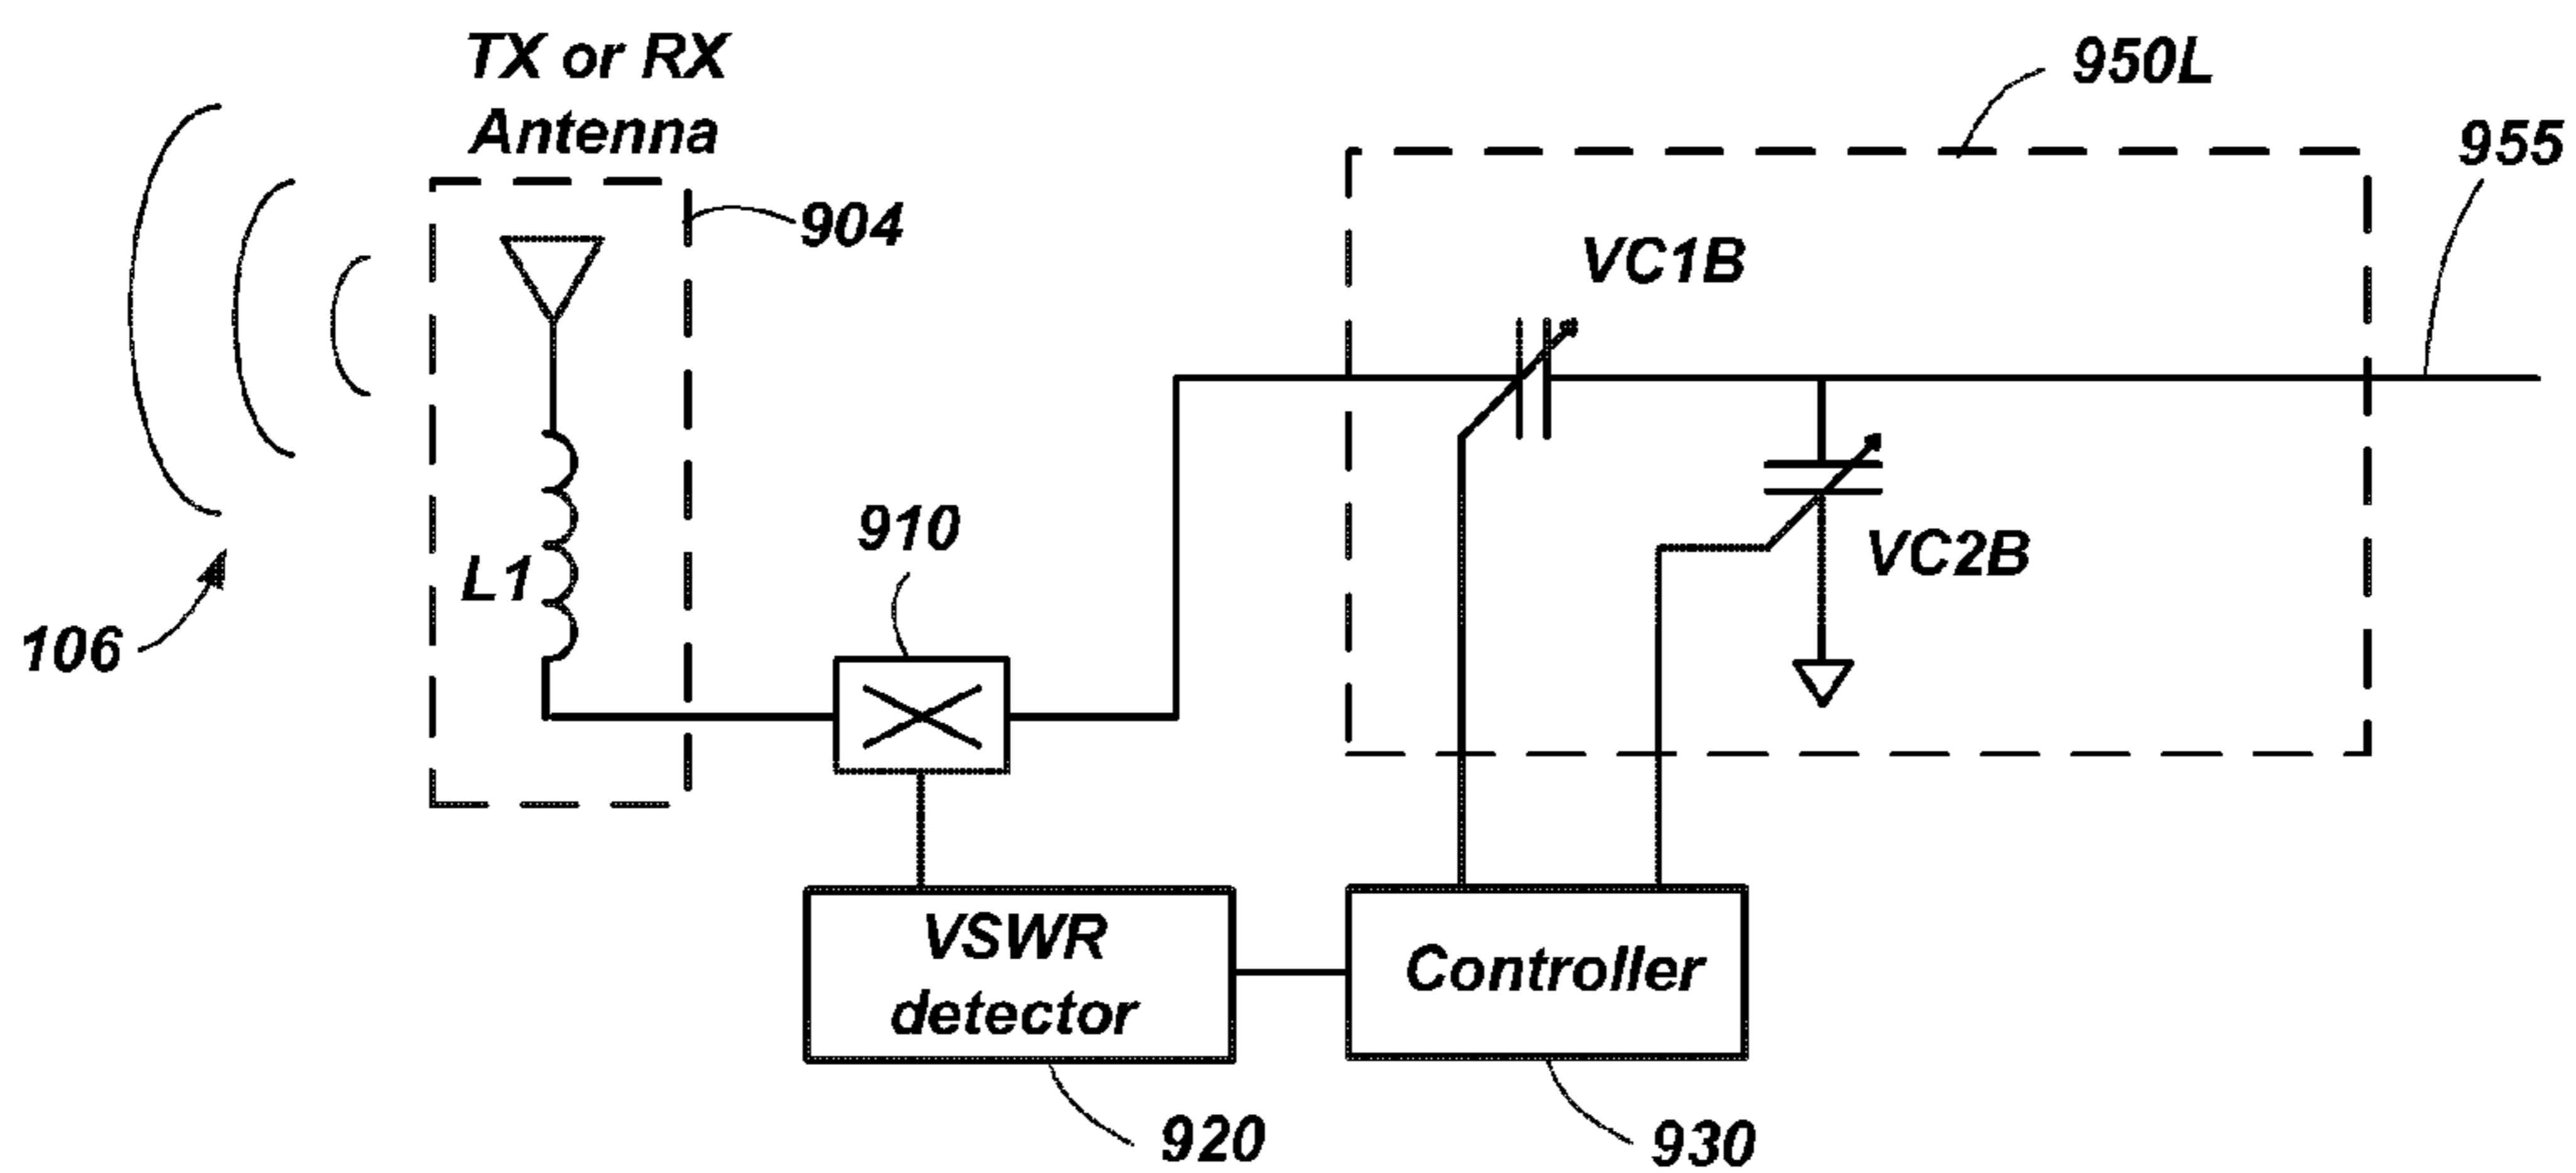 TX or RX
Antenna
950L
955
904
VC1B
910
L1
VC2B
106
VSWR
detector
Controller
920
930